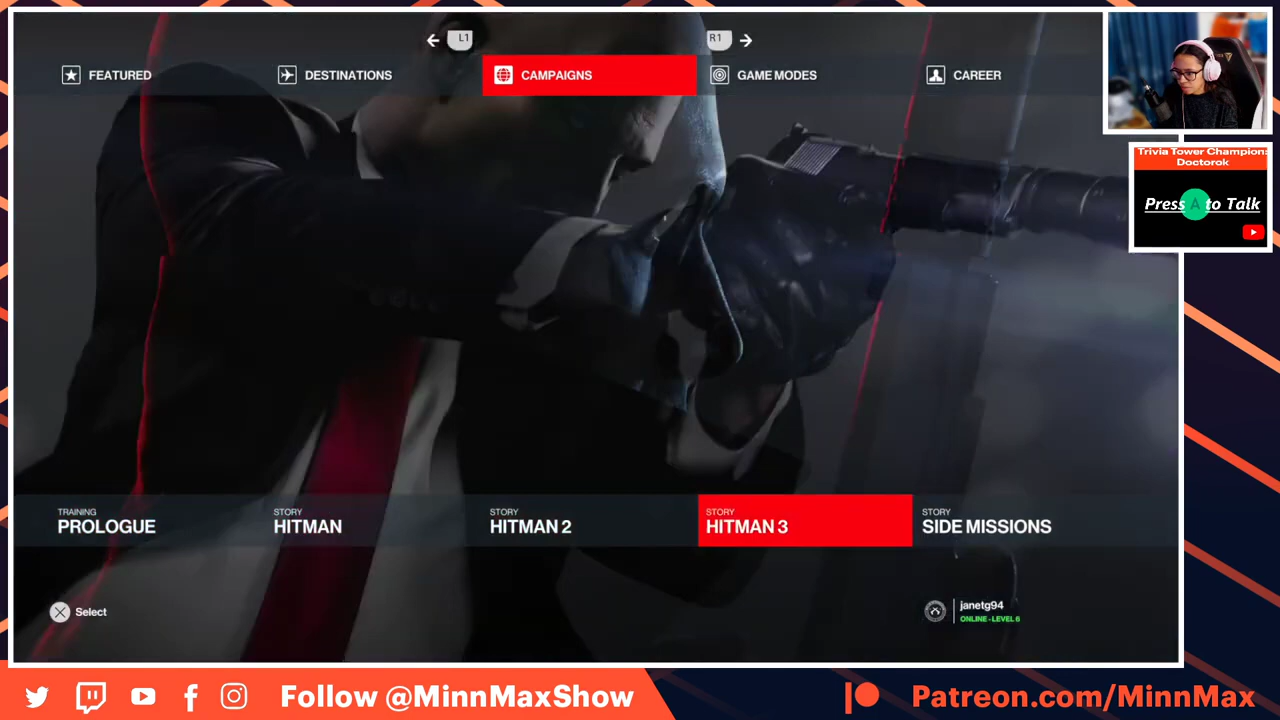 L1
R1
FEATURED
DESTINATIONS
CAMPAIGNS
GAME MODES
CAREER
Trivia Tower Champion:
Doctorok
Press A to Talk
TRAINING
PROLOGUE
STORY
HITMAN
STORY
HITMAN 2
STORY
HITMAN 3
STORY
SIDE MISSIONS
Select
janetg94
ONLINE - LEVEL 6
Follow @MinnMaxShow
Patreon.com/MinnMax